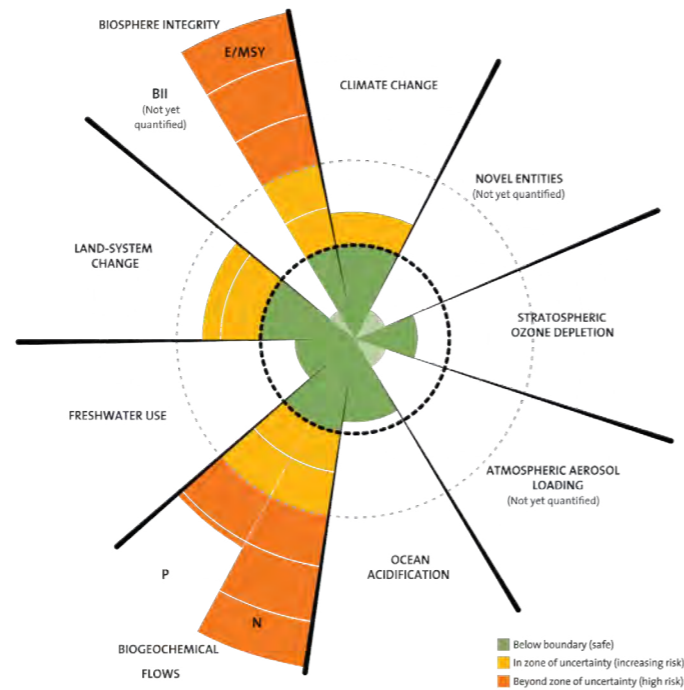 BIOSPHERE INTEGRITY
E/MSY
BII
(Not yet
quantified)
CLIMATE CHANGE
NOVEL ENTITIES
(Not yet quantified)
LAND-SYSTEM
CHANGE
STRATOSPHERIC
OZONE DEPLETION
FRESHWATER USE
ATMOSPHERIC AEROSOL
LOADING
(Not yet quantified)
P
OCEAN
ACIDIFICATION
N
BIOGEOCHEMICAL
FLOWS
Below boundary (safe)
In zone of uncertainty (increasing risk)
Beyond zone of uncertainty (high risk)